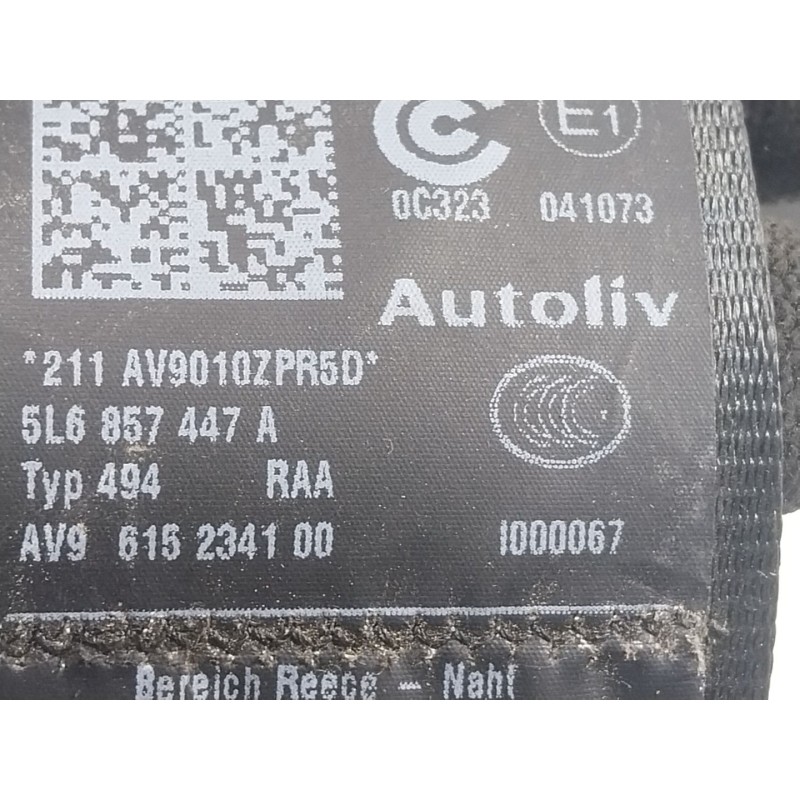 E1
0C323 041073
Autoliv
*211 AV9010ZPR5D*
5L6 857 447 A
Typ 494 RAA
AV9 615 2341 00
I000067
Bereich Reece - Naht